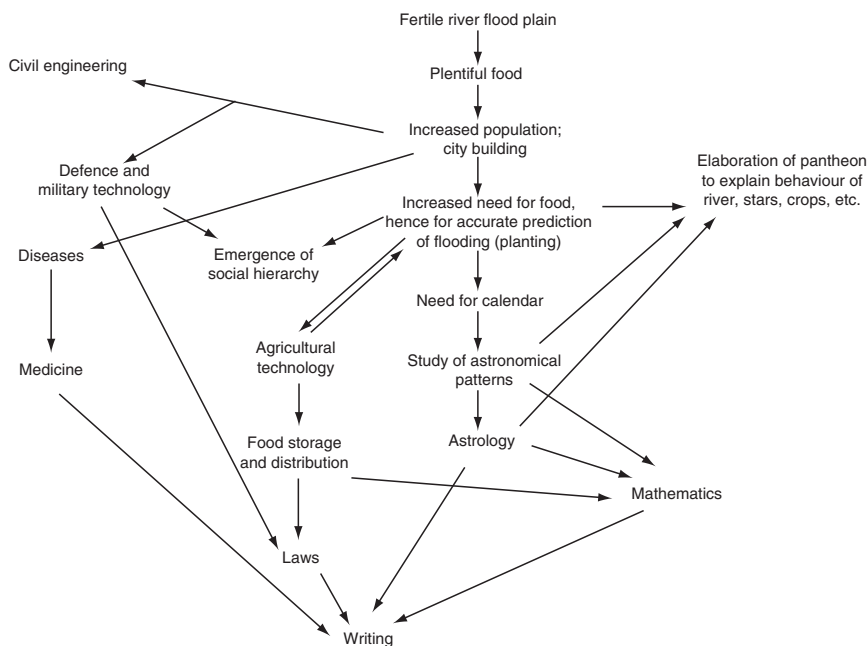 Fertile river flood plain
Civil engineering
Plentiful food
Increased population;
city building
Defence and
military technology
Elaboration of pantheon
to explain behaviour of
river, stars, crops, etc.
Increased need for food,
hence for accurate prediction
of flooding (planting)
Diseases
Emergence of
social hierarchy
Need for calendar
Medicine
Agricultural
technology
Study of astronomical
patterns
Food storage
and distribution
Astrology
Mathematics
Laws
Writing